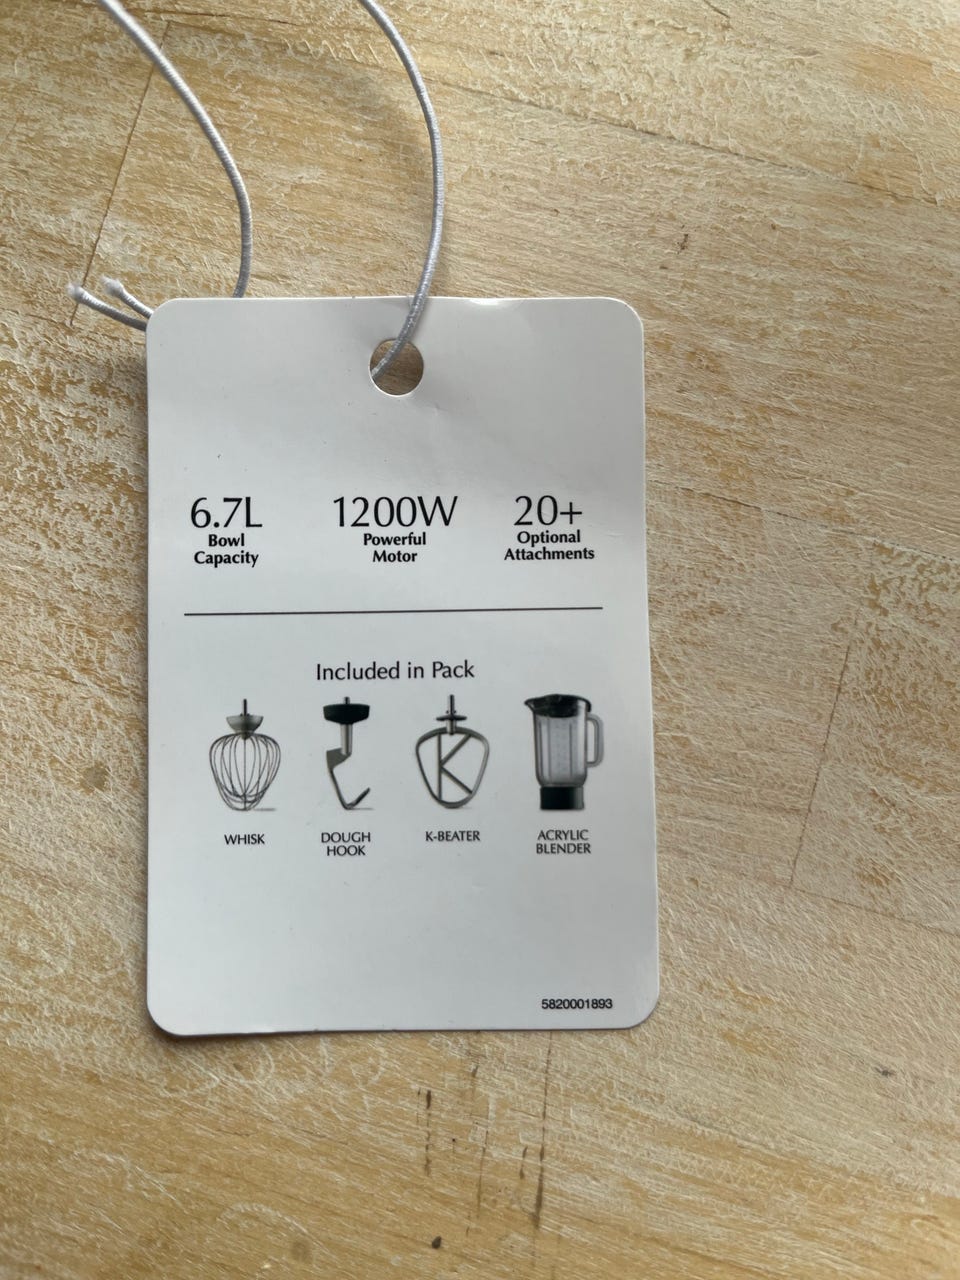 6.7L
Bowl
Capacity
1200W
Powerful
Motor
20+
Optional
Attachments
Included in Pack
WHISK
DOUGH
HOOK
K-BEATER
ACRYLIC
BLENDER
5820001893